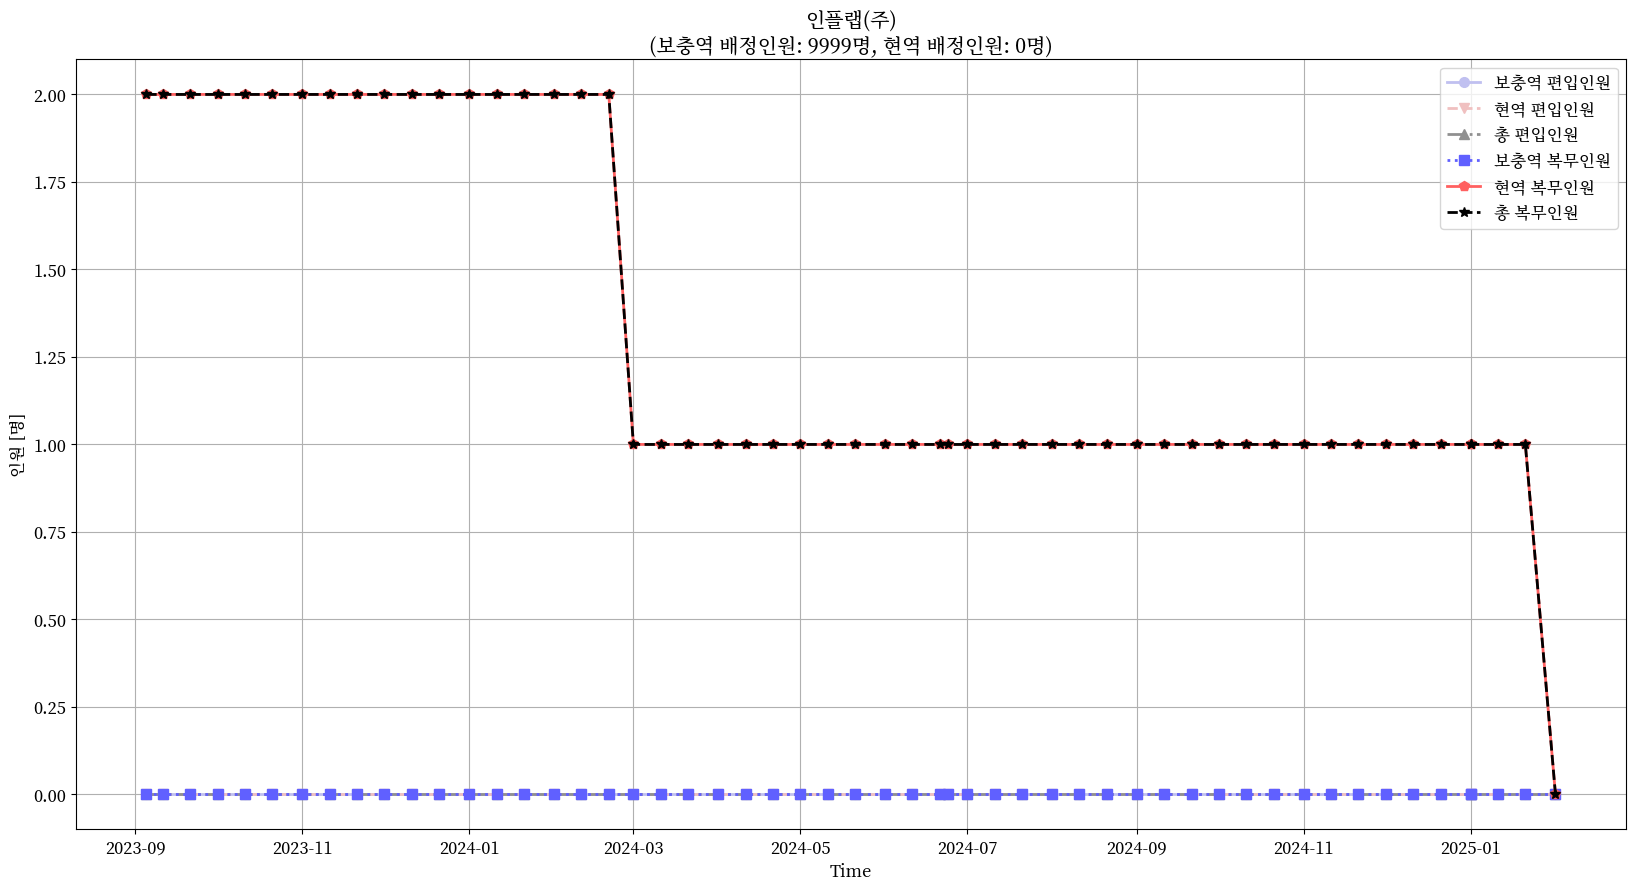 인플랩(주)
(보충역 배정인원: 9999명, 현역 배정인원: 0명)
보충역 편입인원
현역 편입인원
총 편입인원
보충역 복무인원
현역 복무인원
총 복무인원
인원 [명]
2.00
1.75
1.50
1.25
1.00
0.75
0.50
0.25
0.00
2023-09
2023-11
2024-01
2024-03
2024-05
2024-07
2024-09
2024-11
2025-01
Time